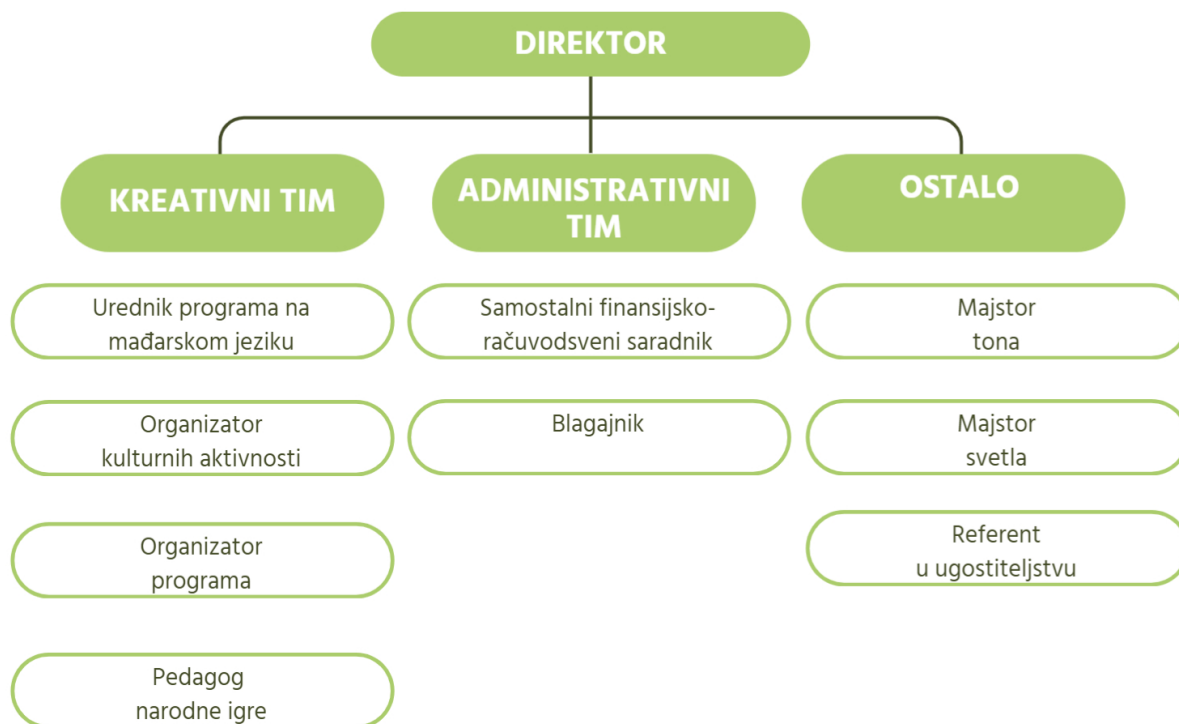 DIREKTOR
KREATIVNI TIM
Urednik programa na
mađarskom jeziku
Organizator
kulturnih aktivnosti
Organizator
programa
Pedagog
narodne igre
ADMINISTRATIVNI
TIM
Samostalni finansijsko-
računovodsveni saradnik
Blagajnik
OSTALO
Majstor
tona
Majstor
svetla
Referent
u ugostiteljstvu